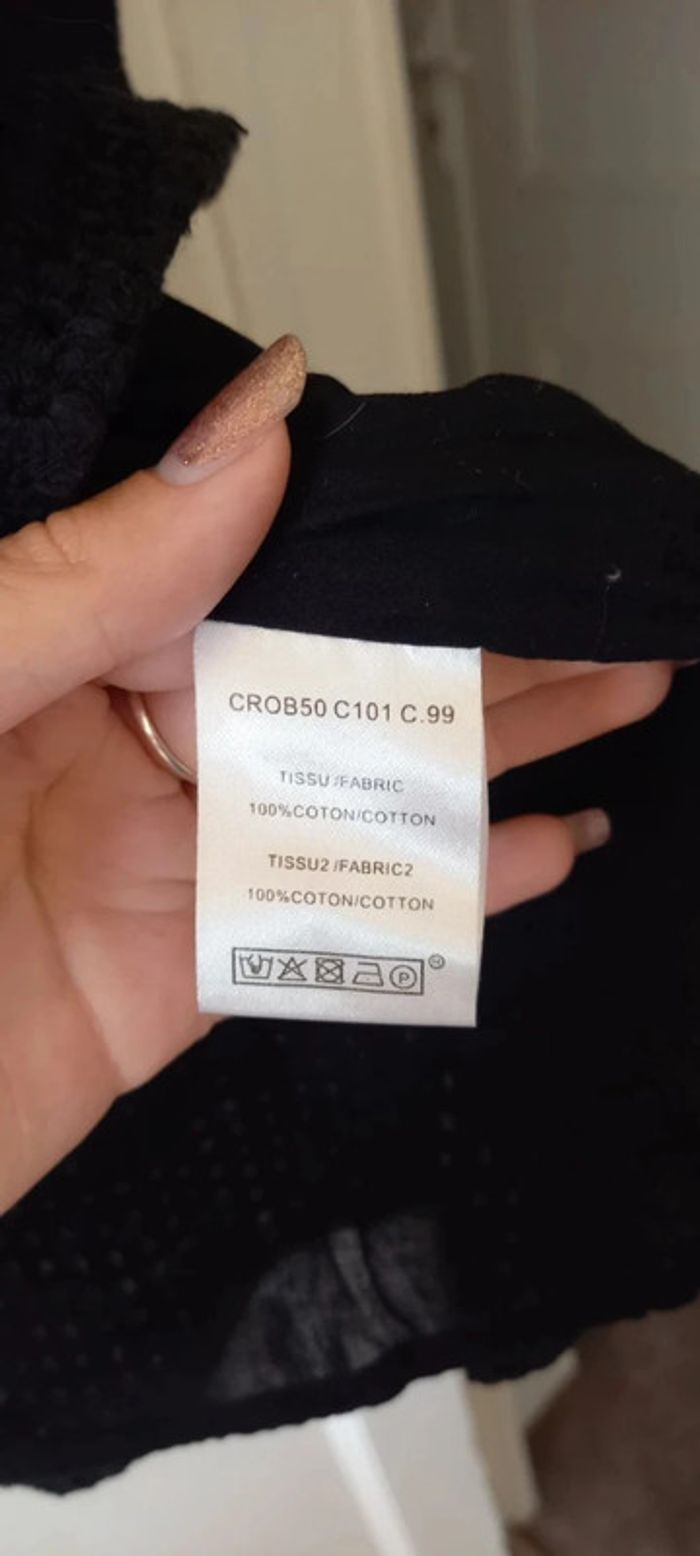 CROB50 C101 C.99
TISSU/FABRIC
100%COTON/COTTON
TISSU2/FABRIC2
100%COTON/COTTON
P